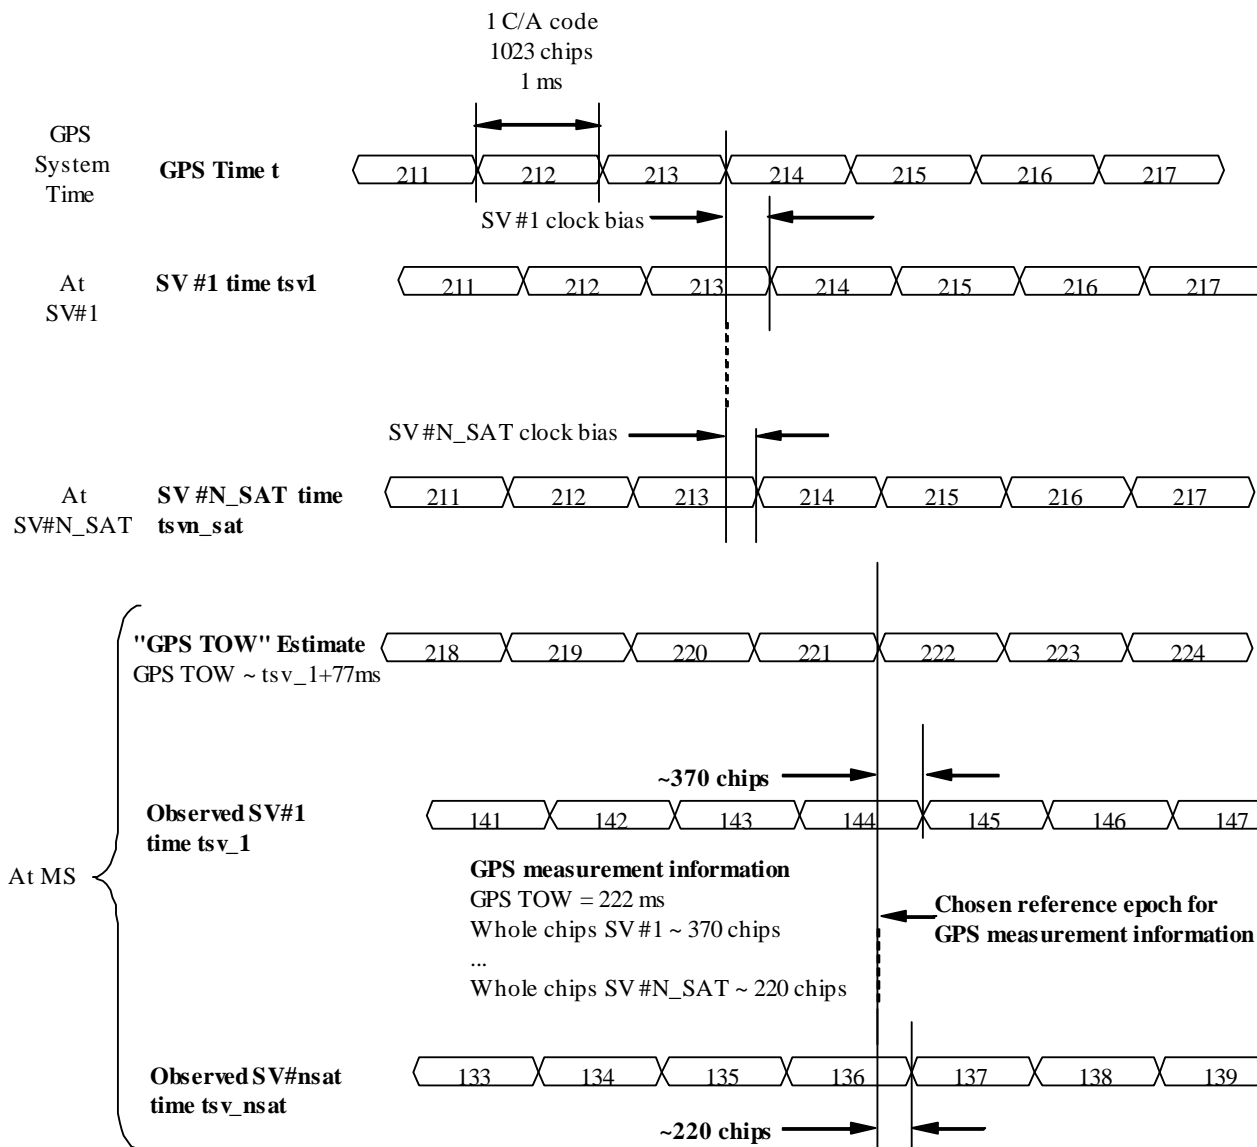 1 C/A code
1023 chips
1 ms
GPS
System
Time
GPS Time t
211 212 213 214 215 216 217
SV #1 clock bias
At
SV#1
SV #1 time tsv1
211 212 213 214 215 216 217
SV #N_SAT clock bias
At
SV#N_SAT
SV #N_SAT time
tsvn_sat
211 212 213 214 215 216 217
"GPS TOW" Estimate
GPS TOW ~ tsv_1+77ms
218 219 220 221 222 223 224
~370 chips
Observed SV#1
time tsv_1
141 142 143 144 145 146 147
At MS
GPS measurement information
GPS TOW = 222 ms
Whole chips SV #1 ~ 370 chips
...
Whole chips SV #N_SAT ~ 220 chips
Chosen reference epoch for
GPS measurement information
Observed SV#nsat
time tsv_nsat
133 134 135 136 137 138 139
~220 chips